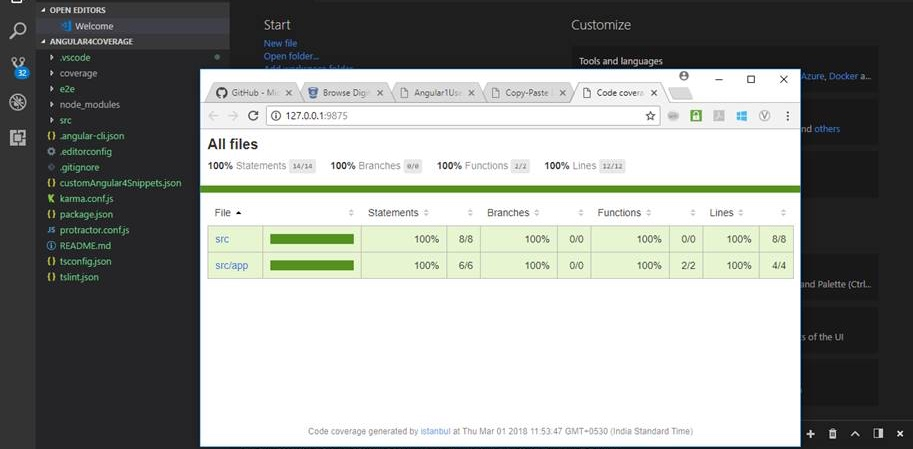 OPEN EDITORS
Welcome
ANGULAR4COVERAGE
.vscode
coverage
e2e
node_modules
src
.angular-cli.json
.editorconfig
.gitignore
customAngular4Snippets.json
karma.conf.js
package.json
protractor.conf.js
README.md
tsconfig.json
tslint.json
32
Start
New file
Open folder...
Add workspace folder
Customize
Tools and languages
Azure, Docker a...
and others
and Palette (Ctrl...
of the UI
GitHub - Mic
Browse Digi
Angular1Use
Copy-Paste
Code covera
127.0.0.1:9875
All files
100% Statements 14/14 100% Branches 0/0 100% Functions 2/2 100% Lines 12/12
File Statements Branches Functions Lines
src 100% 8/8 100% 0/0 100% 0/0 100% 8/8
src/app 100% 6/6 100% 0/0 100% 2/2 100% 4/4
Code coverage generated by istanbul at Thu Mar 01 2018 11:53:47 GMT+0530 (India Standard Time)